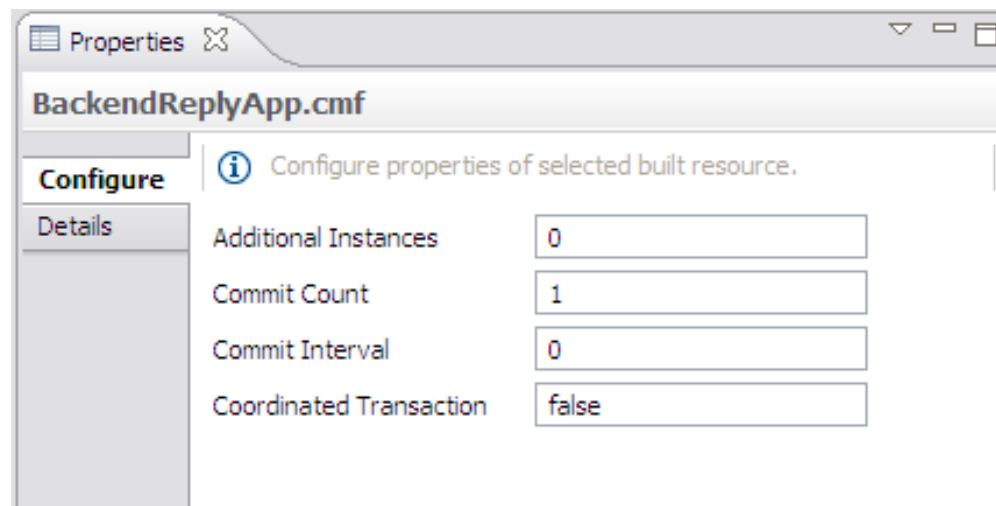 Properties
BackendReplyApp.cmf
Configure
Configure properties of selected built resource.
Details
Additional Instances 0
Commit Count 1
Commit Interval 0
Coordinated Transaction false